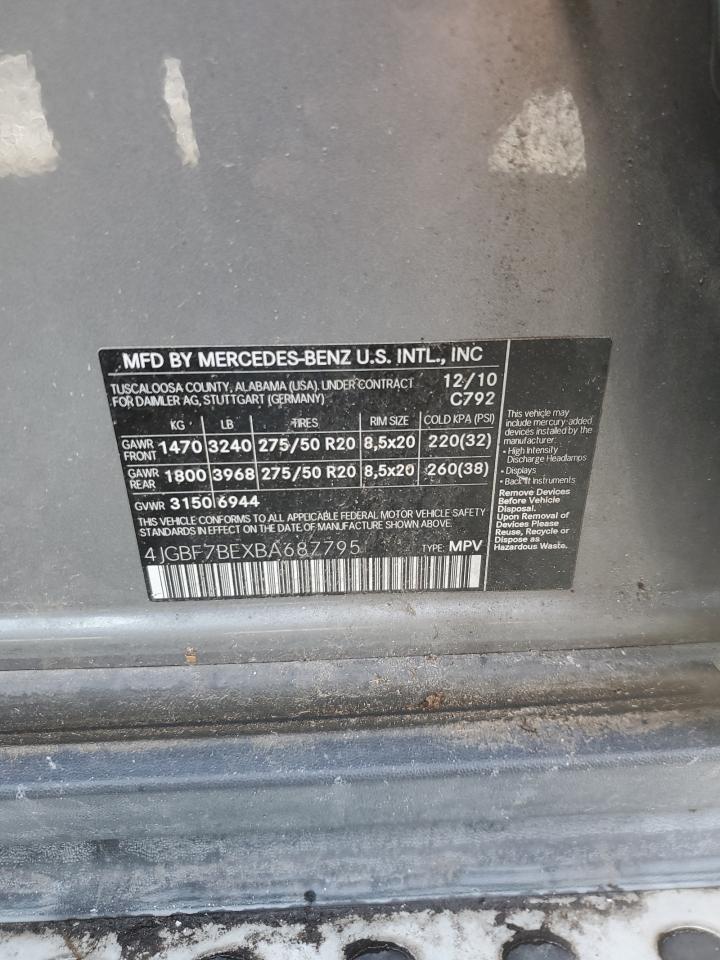 MFD BY MERCEDES-BENZ U.S. INTL., INC
TUSCALOOSA COUNTY, ALABAMA (USA). UNDER CONTRACT 12/10
FOR DAIMLER AG, STUTTGART (GERMANY) C792
KG LB TIRES RIM SIZE COLD KPA (PSI)
GAWR FRONT 1470 3240 275/50 R20 8,5x20 220(32)
GAWR REAR 1800 3968 275/50 R20 8,5x20 260(38)
GVWR 3150 6944
THIS VEHICLE CONFORMS TO ALL APPLICABLE FEDERAL MOTOR VEHICLE SAFETY
STANDARDS IN EFFECT ON THE DATE OF MANUFACTURE SHOWN ABOVE.
4JGBF7BEXBA687795 TYPE: MPV
This vehicle may
include mercury-added
devices installed by the
manufacturer:
• High Intensity
Discharge Headlamps
• Displays
• Backlit Instruments
Remove Devices
Before Vehicle
Disposal.
Upon Removal of
Devices Please
Reuse, Recycle or
Dispose as
Hazardous Waste.